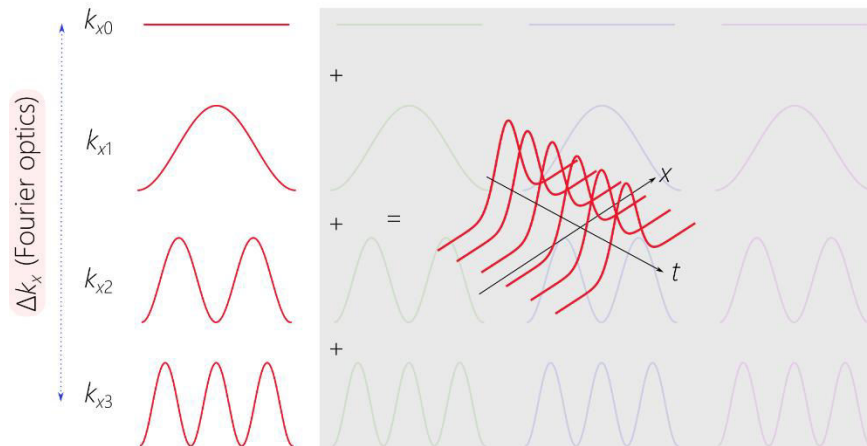 Δkₓ (Fourier optics)
kₓ₀
kₓ₁
kₓ₂
kₓ₃
+
+
=
+
x
t